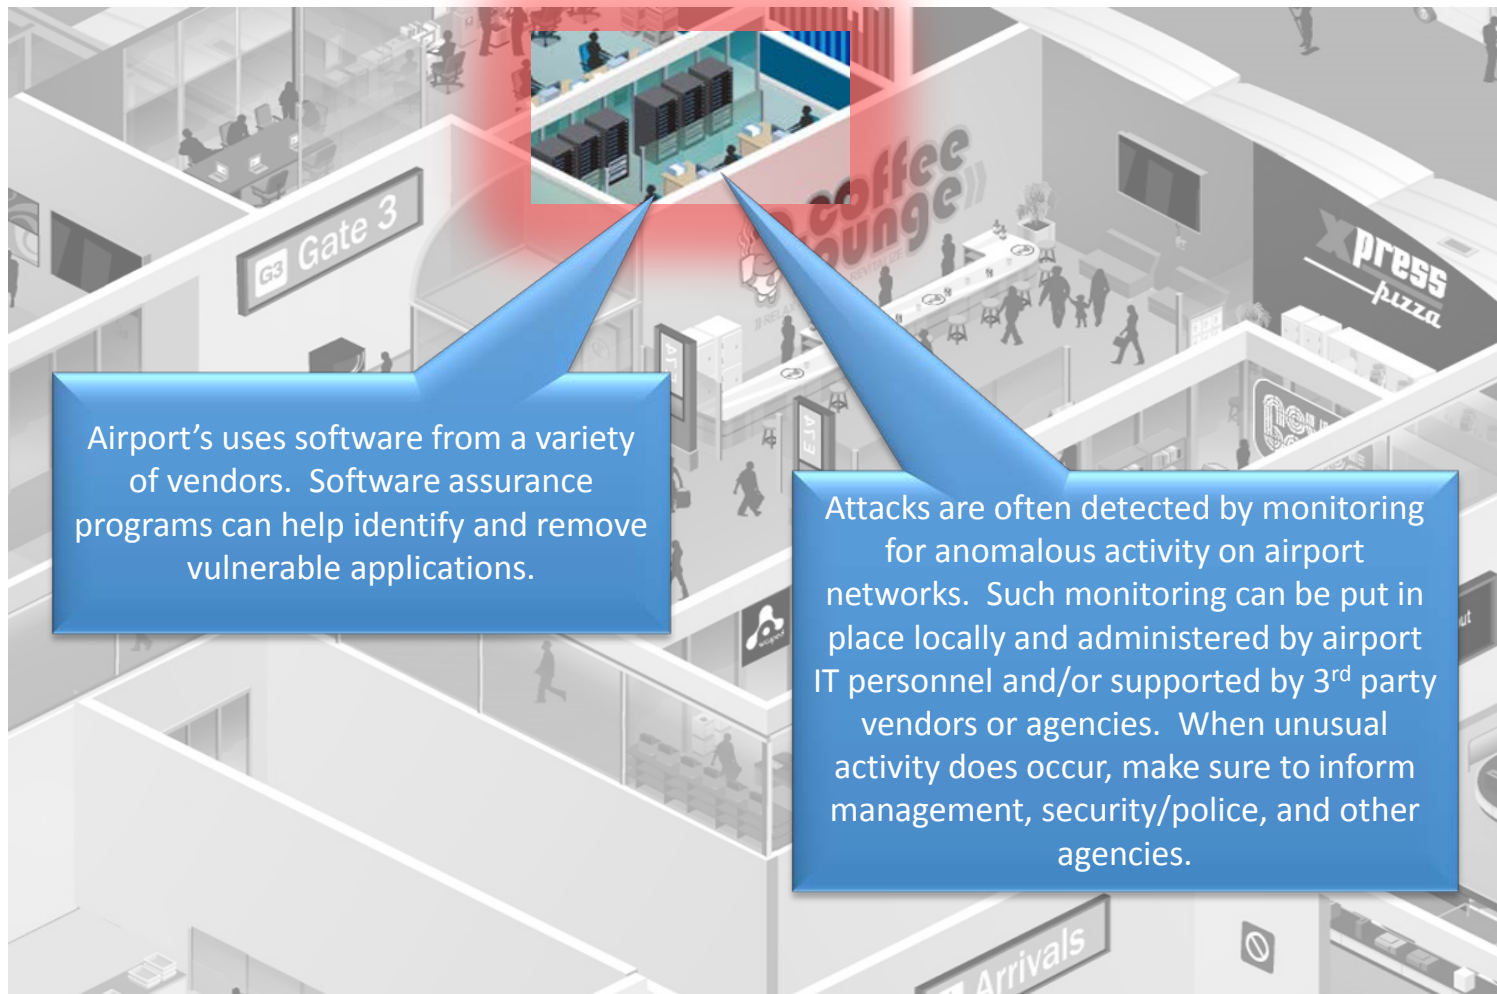 G3 Gate 3
coffee
lounge
REVITALIZE
xpress
pizza
Airport’s uses software from a variety
of vendors.  Software assurance
programs can help identify and remove
vulnerable applications.
Attacks are often detected by monitoring
for anomalous activity on airport
networks.  Such monitoring can be put in
place locally and administered by airport
IT personnel and/or supported by 3rd party
vendors or agencies.  When unusual
activity does occur, make sure to inform
management, security/police, and other
agencies.
Arrivals